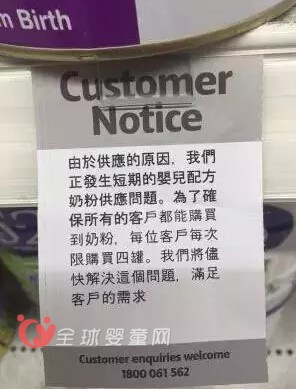 m Birth
Customer
Notice
由於供應的原因，我們
正發生短期的嬰兒配方
奶粉供應問題。為了確
保所有的客戶都能購買
到奶粉，每位客戶每次
限購買四罐。我們將儘
快解決這個問題，滿足
客戶的需求
全球婴童网
Customer enquiries welcome
1800 061 562